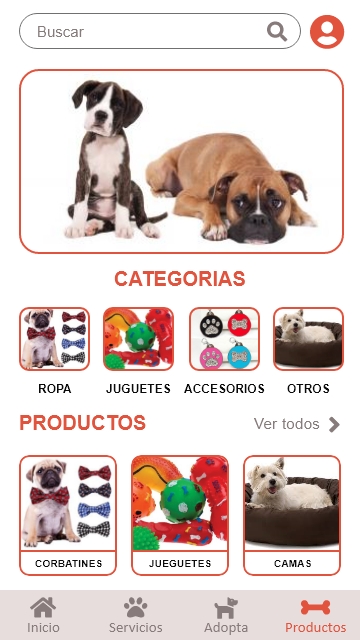 Buscar
CATEGORIAS
ROPA JUGUETES ACCESORIOS OTROS
PRODUCTOS Ver todos
CORBATINES JUEGUETES CAMAS
Inicio Servicios Adopta Productos